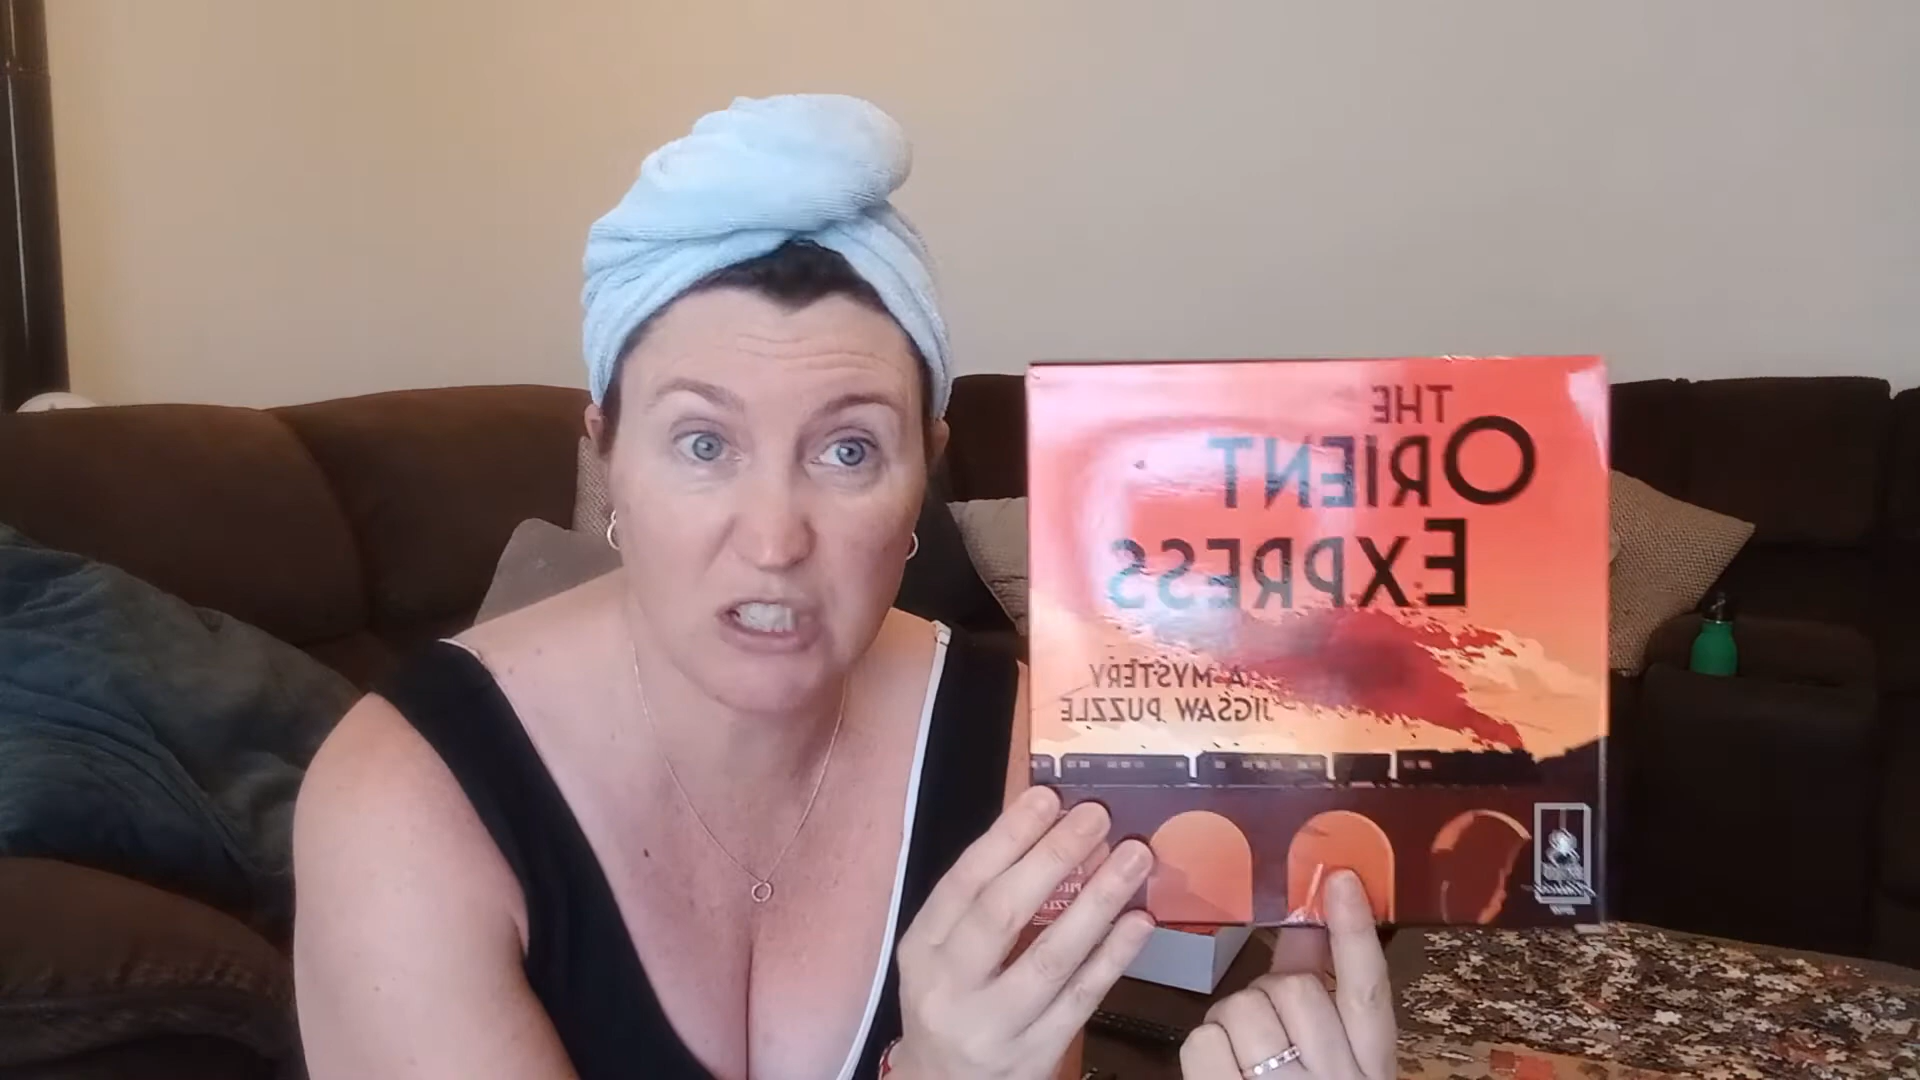 THE
ORIENT
EXPRESS
A MYSTERY
JIGSAW PUZZLE